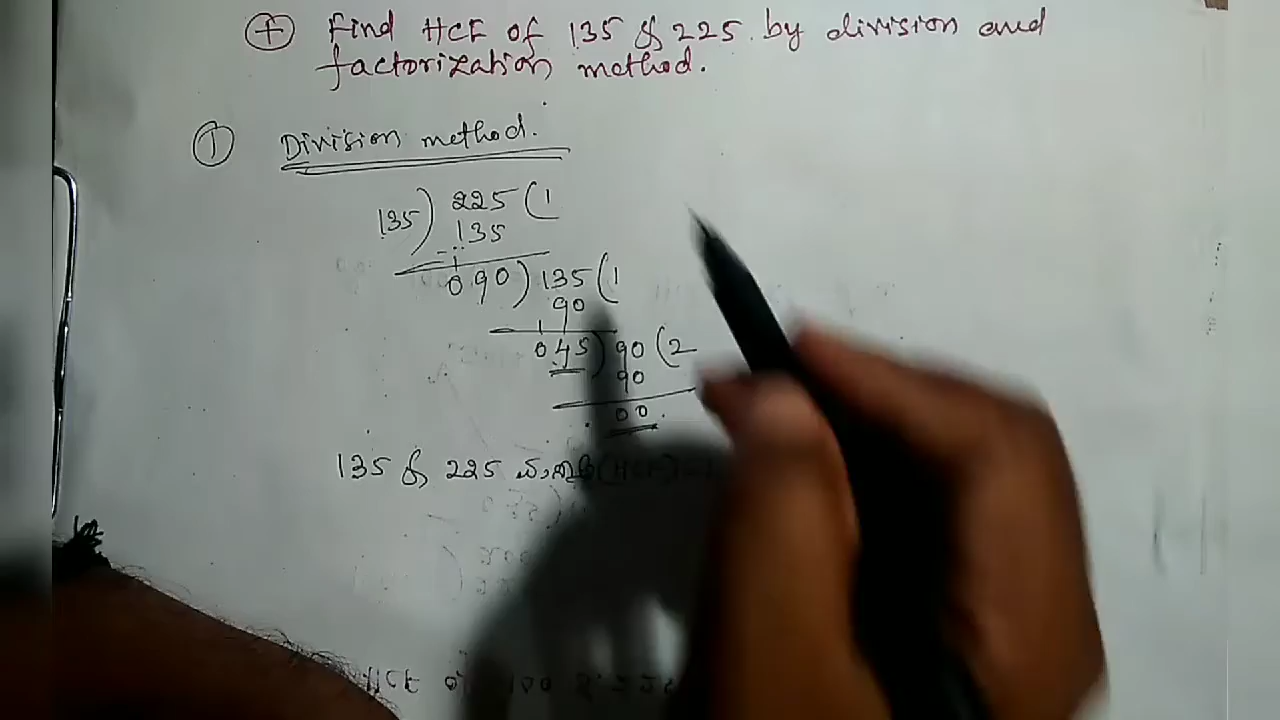 + Find HCF of 135 & 225 by division and
factorization method.
① Division method.
135) 225 (1
135
090) 135 (1
90
045) 90 (2
90
00.
135 & 225